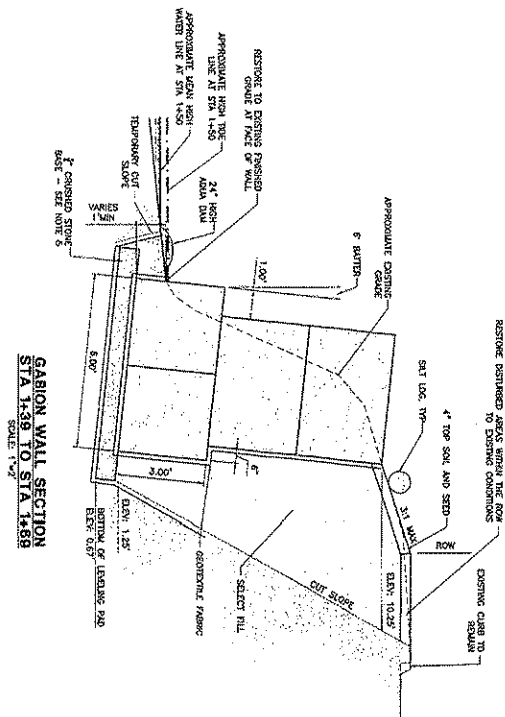 RESTORE DISTURBED AREAS WITHIN THE ROW
TO EXISTING CONDITIONS
EXISTING CURB TO
REMAIN
ROW
4" TOP SOIL AND SEED
3:1 MAX
SILT LOG, TYP
ELEV: 10.25'
APPROXIMATE EXISTING
GRADE
6° BATTER
1.00'
CUT SLOPE
SELECT FILL
GEOTEXTILE FABRIC
6"
RESTORE TO EXISTING FINISHED
GRADE AT FACE OF WALL
24" HIGH
AQUA DAM
APPROXIMATE HIGH TIDE
LINE AT STA 1+50
APPROXIMATE MEAN HIGH
WATER LINE AT STA 1+50
TEMPORARY CUT
SLOPE
VARIES
1' MIN
CRUSHED STONE
BASE - SEE NOTE 6
3.00'
ELEV: 1.25'
BOTTOM OF LEVELING PAD
ELEV: 0.67'
GABION WALL SECTION
STA 1+39 TO STA 1+69
SCALE: 1"=2'